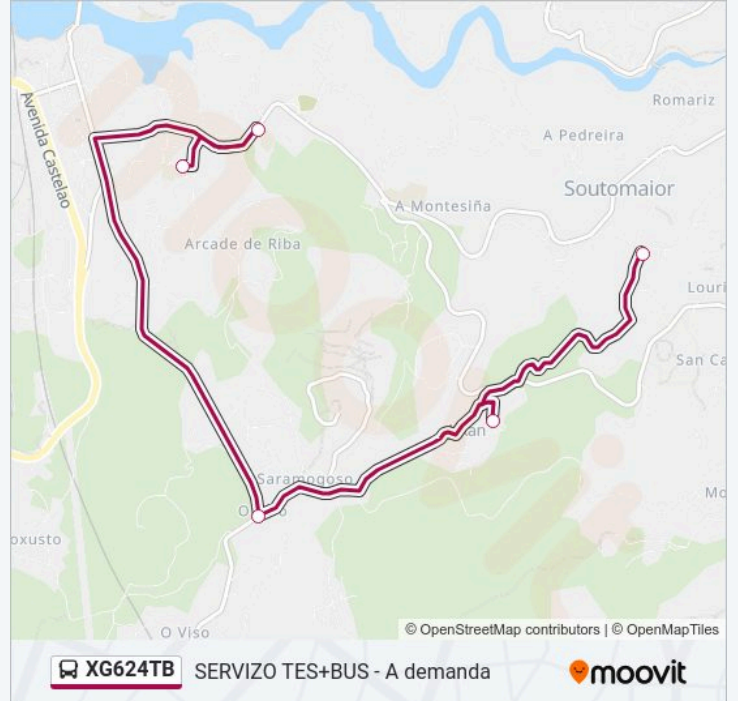 Romariz
Avenida Castelao
A Pedreira
Soutomaior
A Montesiña
Arcade de Riba
Louri
San Ca
Saramogoso
Mo
oxusto
O Viso
© OpenStreetMap contributors | © OpenMapTiles
XG624TB SERVIZO TES+BUS - A demanda
moovit